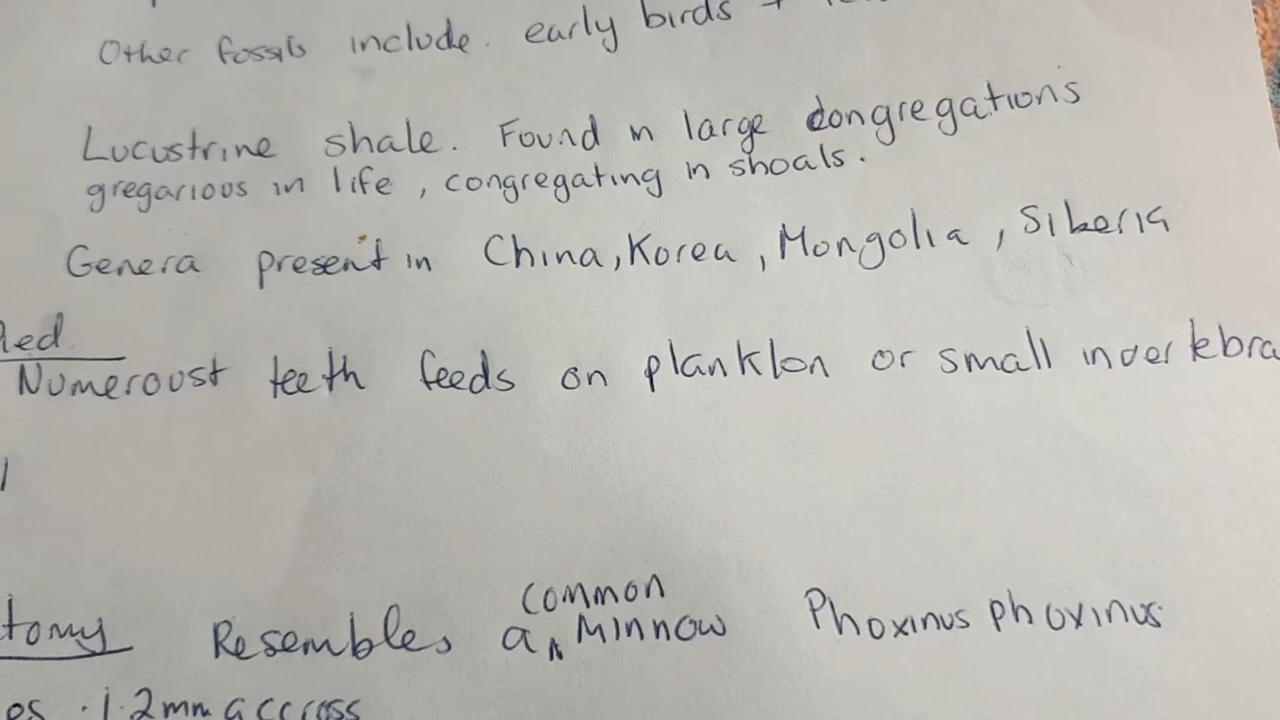 Other fossils include. early birds +
Lucustrine shale. Found in large congregations
gregarious in life, congregating in shoals.
Genera present in China, Korea, Mongolia, Siberia
Numeroust teeth feeds on plankton or small invertebra
common
tomy Resembles a ʌ Minnow Phoxinus phoxinus
1.2mm accross